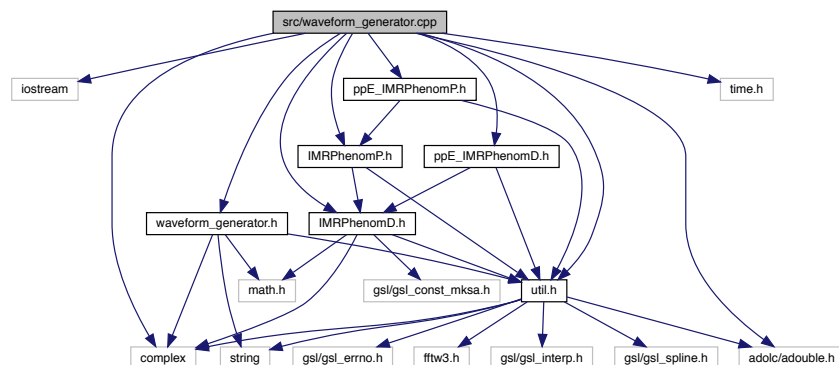 src/waveform_generator.cpp
iostream
ppE_IMRPhenomP.h
time.h
IMRPhenomP.h
ppE_IMRPhenomD.h
waveform_generator.h
IMRPhenomD.h
math.h
gsl/gsl_const_mksa.h
util.h
complex
string
gsl/gsl_errno.h
fftw3.h
gsl/gsl_interp.h
gsl/gsl_spline.h
adolc/adouble.h